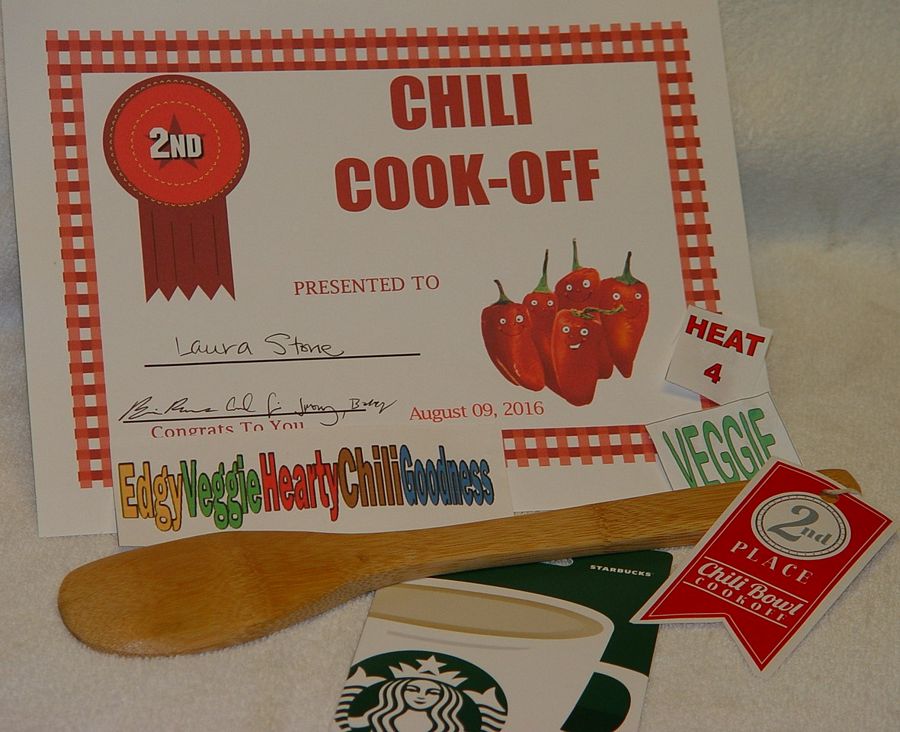 2ND
CHILI
COOK-OFF
PRESENTED TO
Laura Stone
August 09, 2016
Congrats To You
HEAT
4
VEGGIE
EdgyVeggieHeartyChiliGoodness
2nd
PLACE
Chili Bowl
COOKOFF
STARBUCKS